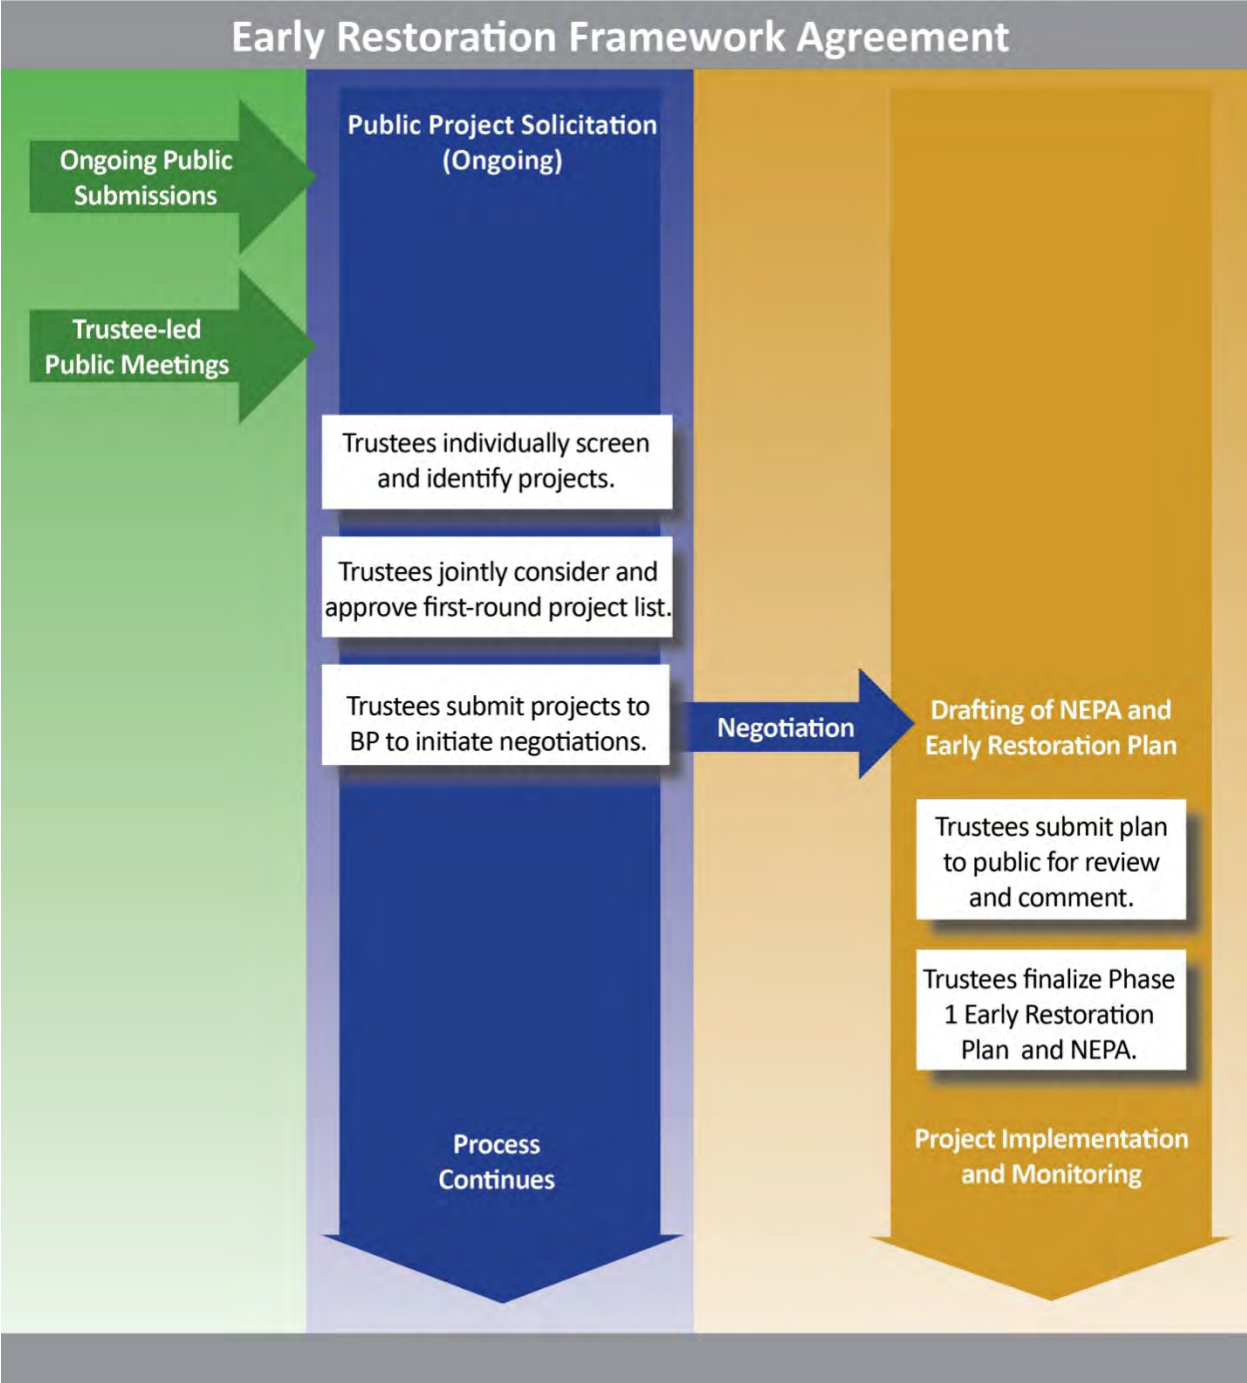 Early Restoration Framework Agreement
Ongoing Public
Submissions
Trustee-led
Public Meetings
Public Project Solicitation
(Ongoing)
Trustees individually screen
and identify projects.
Trustees jointly consider and
approve first-round project list.
Trustees submit projects to
BP to initiate negotiations.
Negotiation
Process
Continues
Drafting of NEPA and
Early Restoration Plan
Trustees submit plan
to public for review
and comment.
Trustees finalize Phase
1 Early Restoration
Plan and NEPA.
Project Implementation
and Monitoring